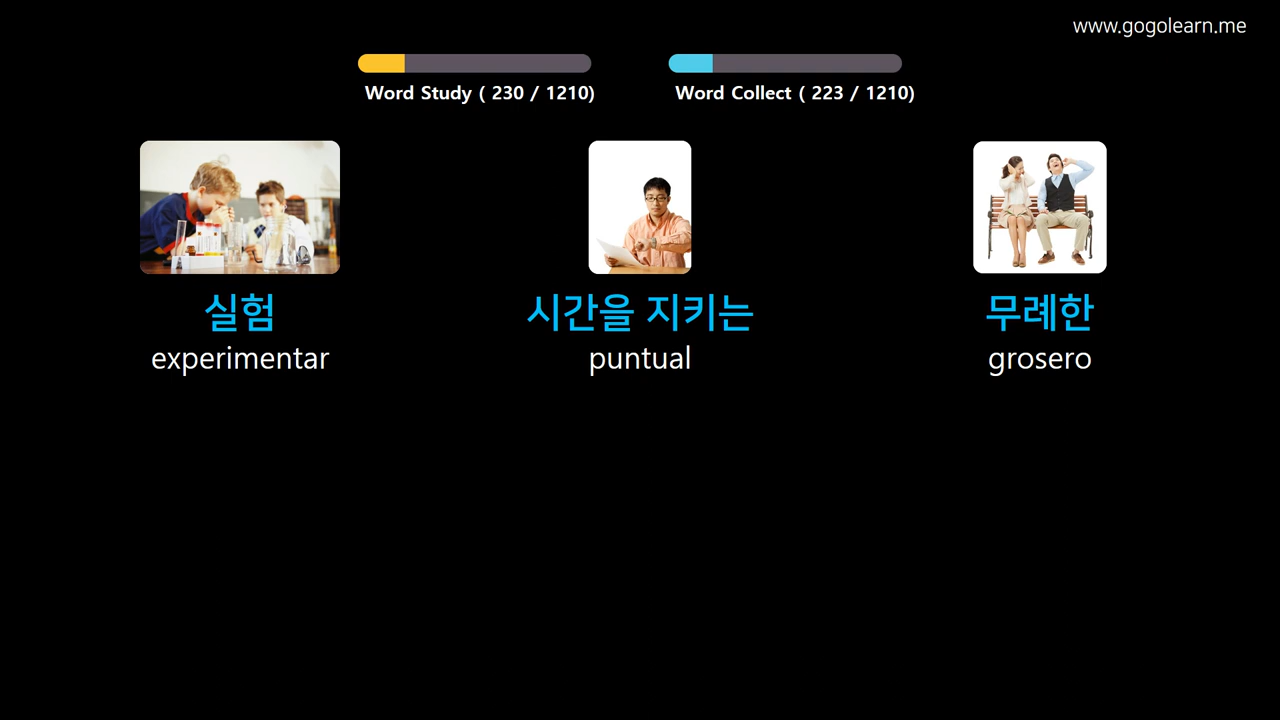 www.gogolearn.me
Word Study ( 230 / 1210)
Word Collect ( 223 / 1210)
실험
시간을 지키는
무례한
experimentar
puntual
grosero